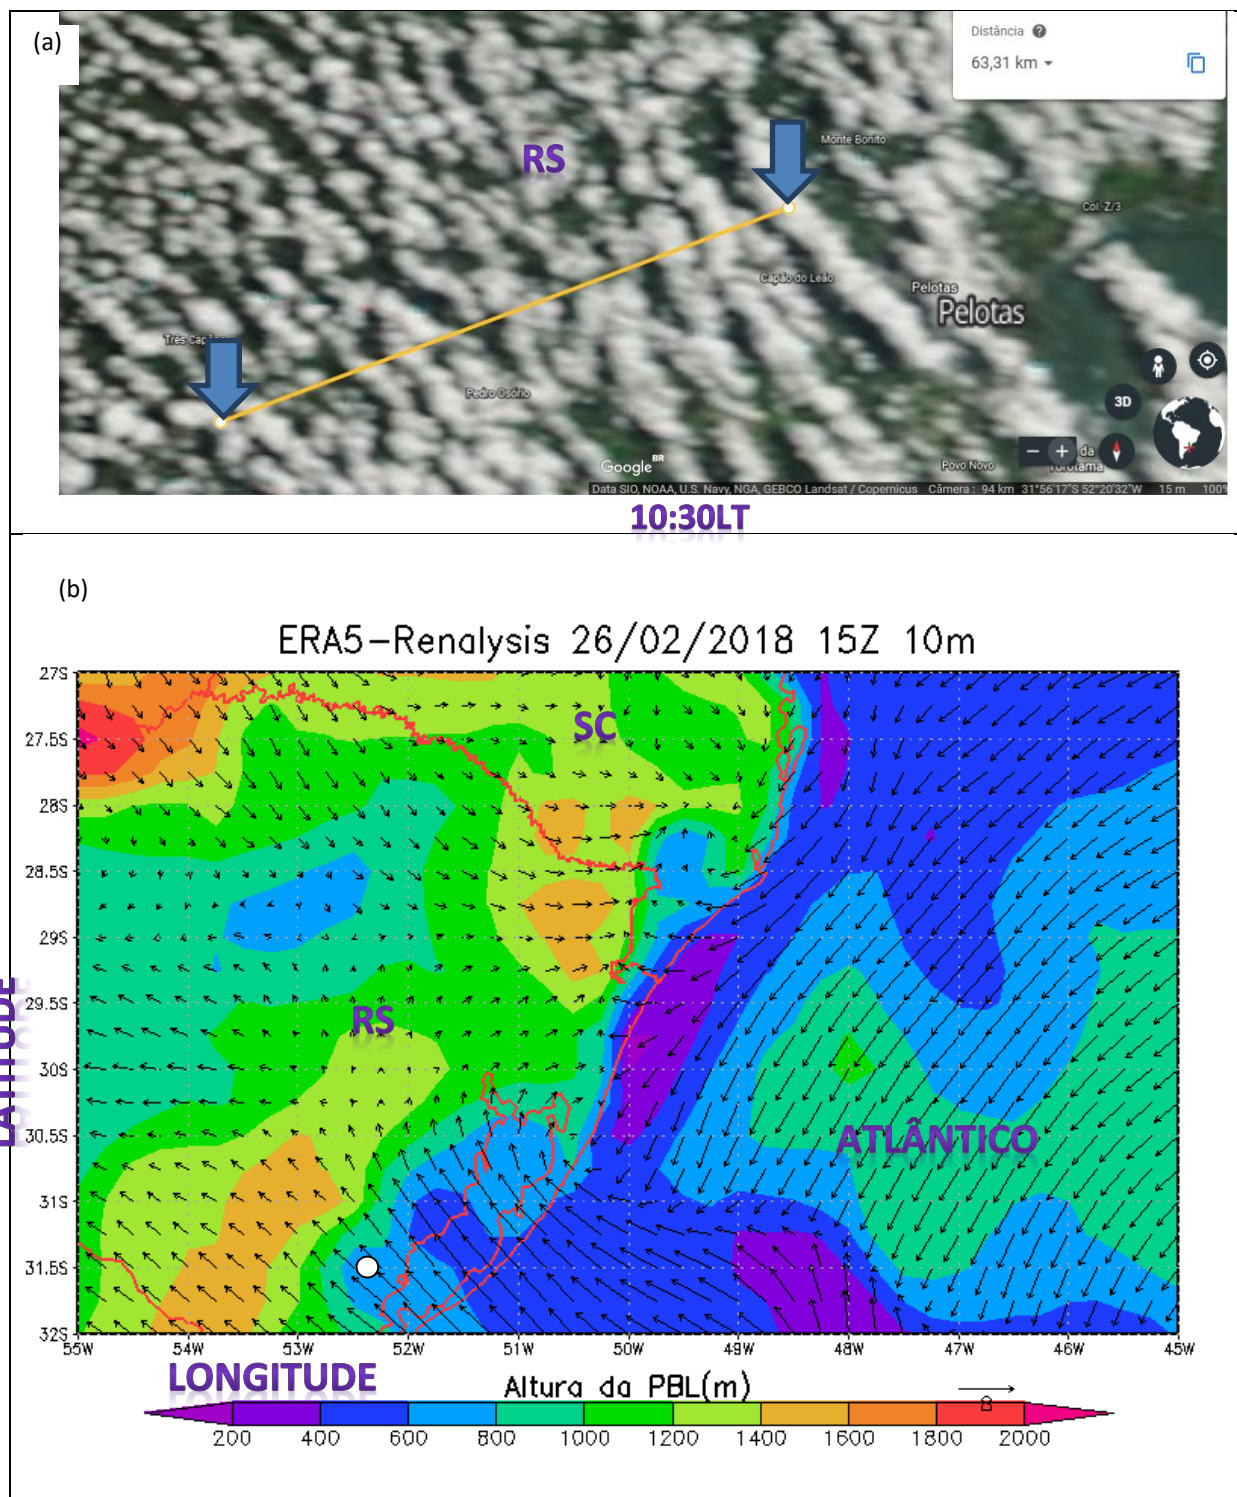 (a)
Distância ?
63,31 km
RS
Monte Bonito
Col. Z/3
Capão do Leão
Pelotas
Pelotas
Pedro Osório
3D
da
Google BR
Povo Novo
Data SIO, NOAA, U.S. Navy, NGA, GEBCO Landsat / Copernicus Câmera : 94 km 31°56'17"S 52°20'32"W 15 m 100%
10:30LT
(b)
ERA5-Renalysis 26/02/2018 15Z 10m
27S
SC
27.5S
28S
28.5S
29S
29.5S
RS
30S
30.5S
ATLÂNTICO
31S
31.5S
32S
LATITUDE
55W 54W 53W 52W 51W 50W 49W 48W 47W 46W 45W
LONGITUDE
Altura da PBL(m)
8
200 400 600 800 1000 1200 1400 1600 1800 2000